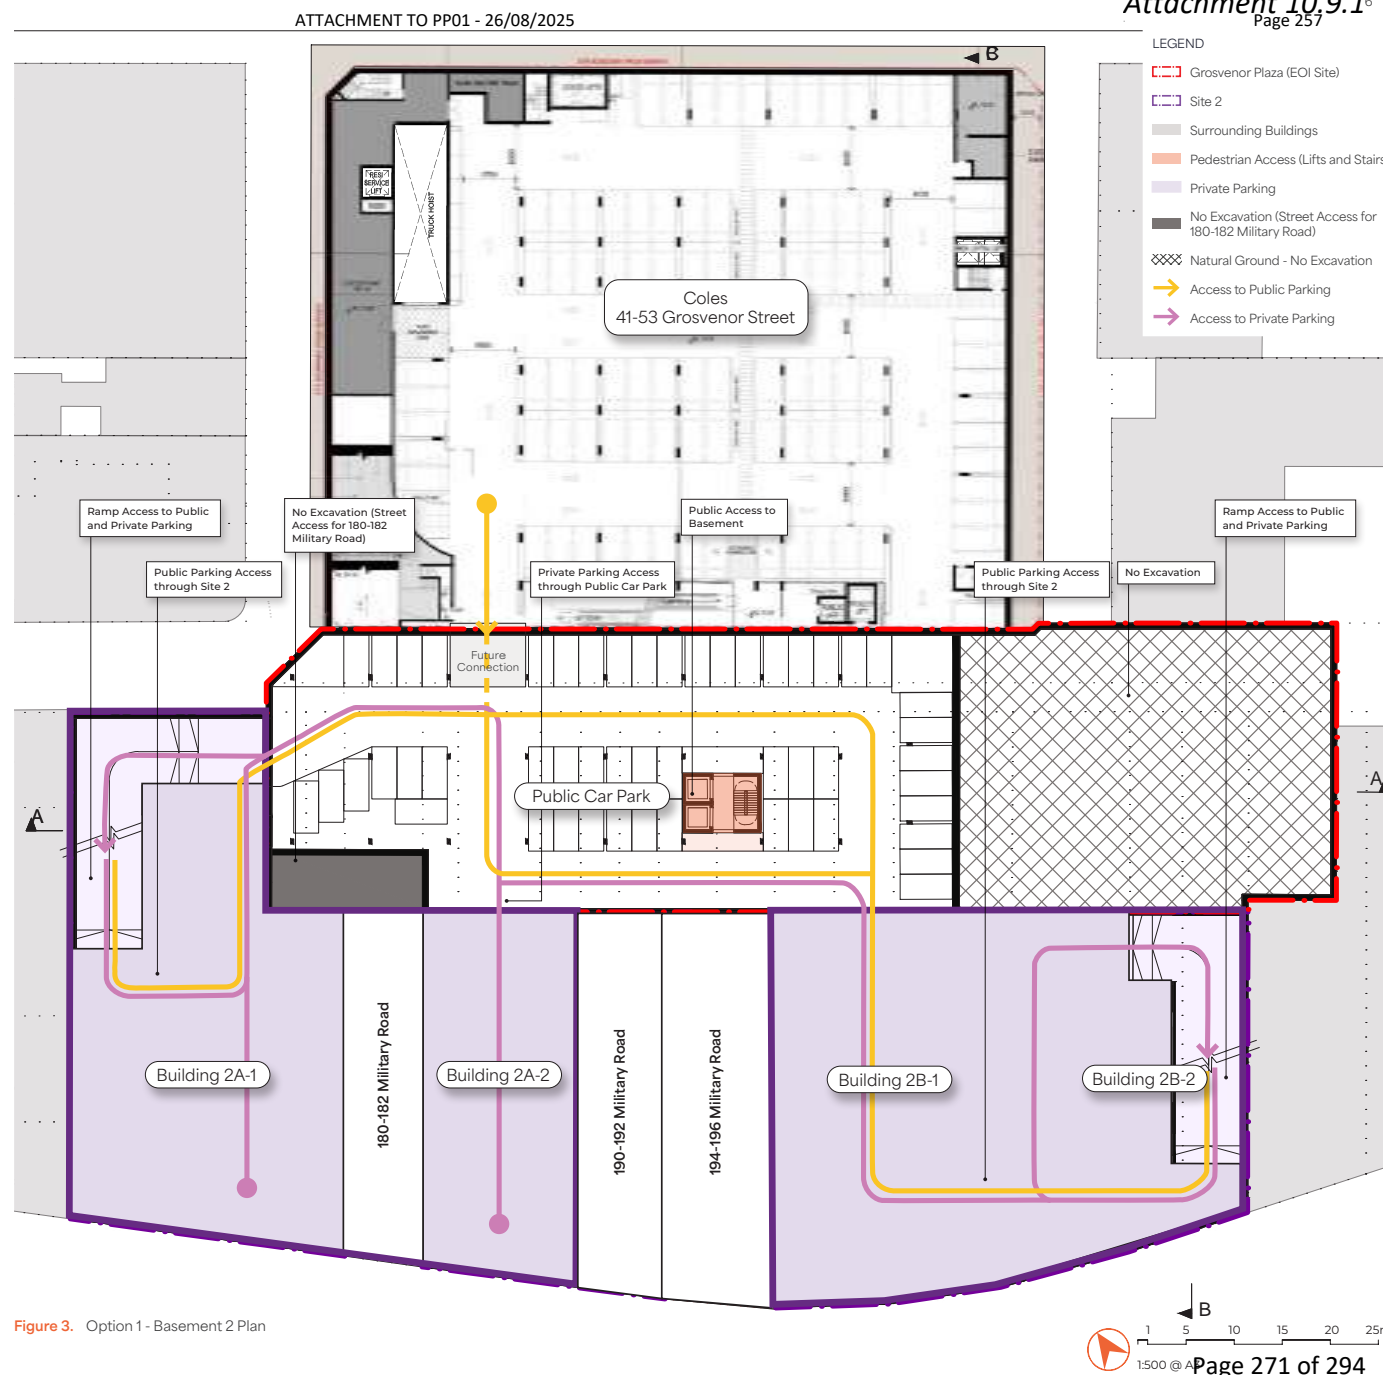 Attachment 10.9.1
6
ATTACHMENT TO PP01 - 26/08/2025
Page 257
LEGEND
Grosvenor Plaza (EOI Site)
Site 2
Surrounding Buildings
Pedestrian Access (Lifts and Stairs
Private Parking
No Excavation (Street Access for
180-182 Military Road)
Natural Ground - No Excavation
Access to Public Parking
Access to Private Parking
B
RESI
SERVICE
LIFT
TRUCK HOIST
Coles
41-53 Grosvenor Street
Ramp Access to Public
and Private Parking
No Excavation (Street
Access for 180-182
Military Road)
Public Access to
Basement
Ramp Access to Public
and Private Parking
Public Parking Access
through Site 2
Private Parking Access
through Public Car Park
Public Parking Access
through Site 2
No Excavation
Future
Connection
Public Car Park
A
A
Building 2A-1
180-182 Military Road
Building 2A-2
190-192 Military Road
194-196 Military Road
Building 2B-1
Building 2B-2
B
Figure 3. Option 1 - Basement 2 Plan
1 5 10 15 20 25m
1:500 @ A
Page 271 of 294